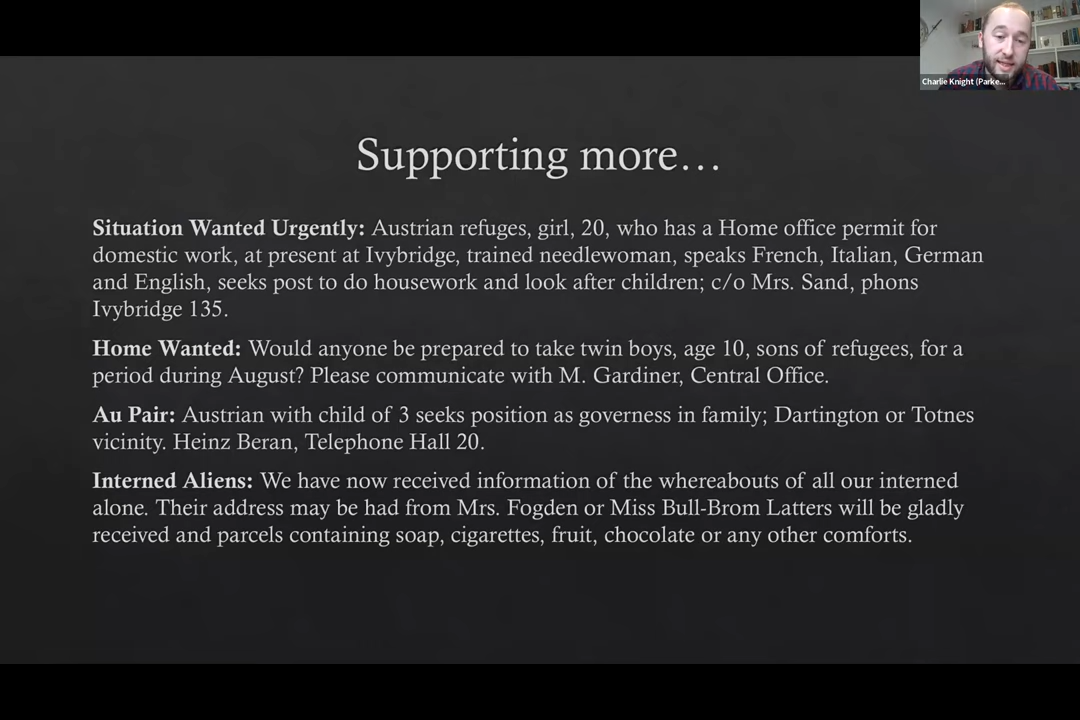 Charlie Knight (Parke...
Supporting more...
Situation Wanted Urgently: Austrian refuges, girl, 20, who has a Home office permit for
domestic work, at present at Ivybridge, trained needlewoman, speaks French, Italian, German
and English, seeks post to do housework and look after children; c/o Mrs. Sand, phons
Ivybridge 135.
Home Wanted: Would anyone be prepared to take twin boys, age 10, sons of refugees, for a
period during August? Please communicate with M. Gardiner, Central Office.
Au Pair: Austrian with child of 3 seeks position as governess in family; Dartington or Totnes
vicinity. Heinz Beran, Telephone Hall 20.
Interned Aliens: We have now received information of the whereabouts of all our interned
alone. Their address may be had from Mrs. Fogden or Miss Bull-Brom Latters will be gladly
received and parcels containing soap, cigarettes, fruit, chocolate or any other comforts.